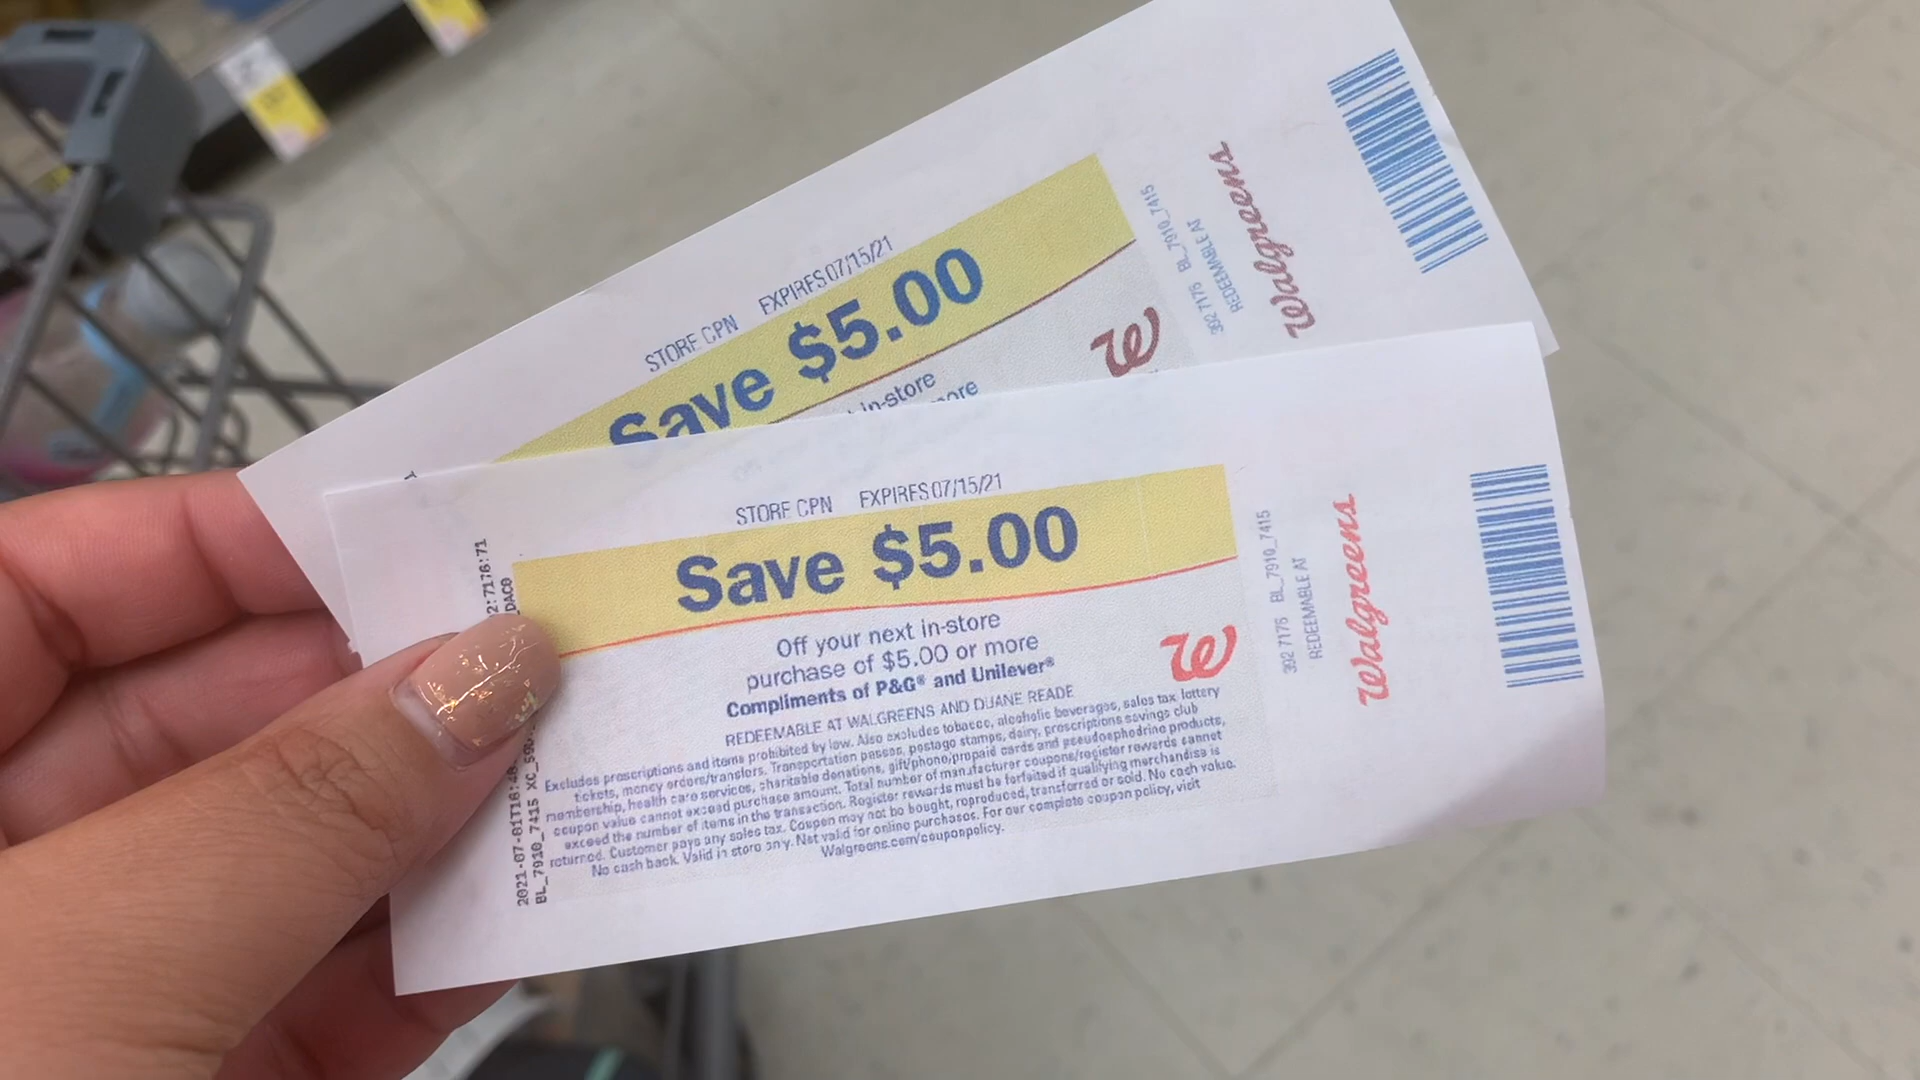 STORE CPN EXPIRES 07/15/21
Save $5.00
in-store
W
392 7175 BL_7910_7415
REDEEMABLE AT
Walgreens
STORE CPN EXPIRES 07/15/21
Save $5.00
Off your next in-store
purchase of $5.00 or more
Compliments of P&G® and Unilever®
W
REDEEMABLE AT WALGREENS AND DUANE READE
Excludes prescriptions and items prohibited by law. Also excludes tobacco, alcoholic beverages, sales tax lottery
tickets, money orders/transfers. Transportation passes, postage stamps, dairy, prescriptions savings club
membership, health care services, charitable donations, gift/phone/prepaid cards and pseudoephedrine products,
coupon value cannot exceed purchase amount. Total number of manufacturer coupons/register rewards cannot
exceed the number of items in the transaction. Register rewards must be forfeited if qualifying merchandise is
returned. Customer pays any sales tax. Coupon may not be bought, reproduced, transferred or sold. No cash value.
No cash back. Valid in store only. Not valid for online purchases. For our complete coupon policy, visit
Walgreens.com/couponpolicy.
392 7175 BL_7910_7415
REDEEMABLE AT
Walgreens
2:7176:71
DAC0
BL_7910_7415